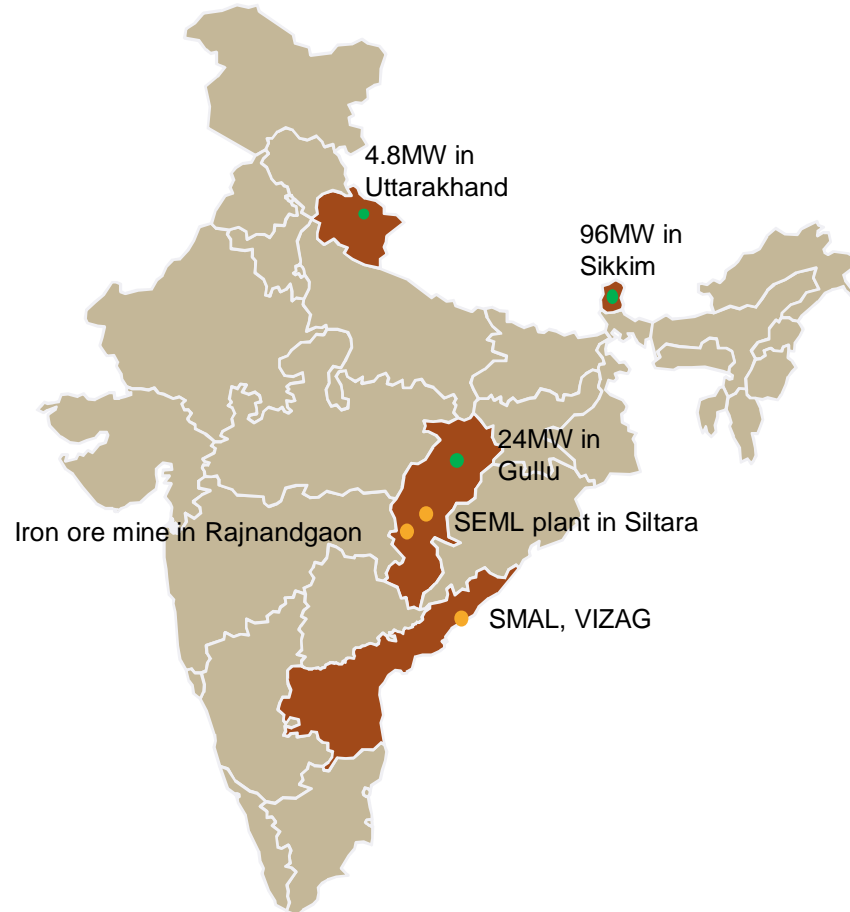 4.8MW in
Uttarakhand
96MW in
Sikkim
24MW in
Gullu
Iron ore mine in Rajnandgaon
SEML plant in Siltara
SMAL, VIZAG